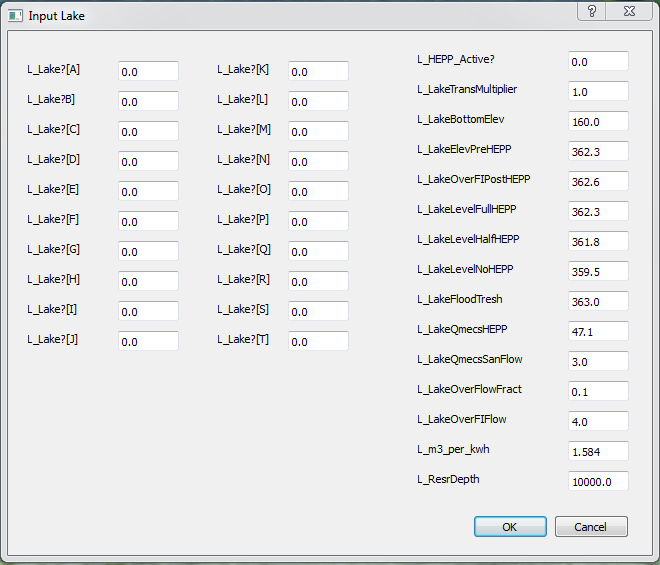 Input Lake
L_Lake?[A] 0.0
L_Lake?B] 0.0
L_Lake?[C] 0.0
L_Lake?[D] 0.0
L_Lake?[E] 0.0
L_Lake?[F] 0.0
L_Lake?[G] 0.0
L_Lake?[H] 0.0
L_Lake?[I] 0.0
L_Lake?[J] 0.0
L_Lake?[K] 0.0
L_Lake?[L] 0.0
L_Lake?[M] 0.0
L_Lake?[N] 0.0
L_Lake?[O] 0.0
L_Lake?[P] 0.0
L_Lake?[Q] 0.0
L_Lake?[R] 0.0
L_Lake?[S] 0.0
L_Lake?[T] 0.0
L_HEPP_Active? 0.0
L_LakeTransMultiplier 1.0
L_LakeBottomElev 160.0
L_LakeElevPreHEPP 362.3
L_LakeOverFlPostHEPP 362.6
L_LakeLevelFullHEPP 362.3
L_LakeLevelHalfHEPP 361.8
L_LakeLevelNoHEPP 359.5
L_LakeFloodTresh 363.0
L_LakeQmecsHEPP 47.1
L_LakeQmecsSanFlow 3.0
L_LakeOverFlowFract 0.1
L_LakeOverFlFlow 4.0
L_m3_per_kwh 1.584
L_ResrDepth 10000.0
OK Cancel